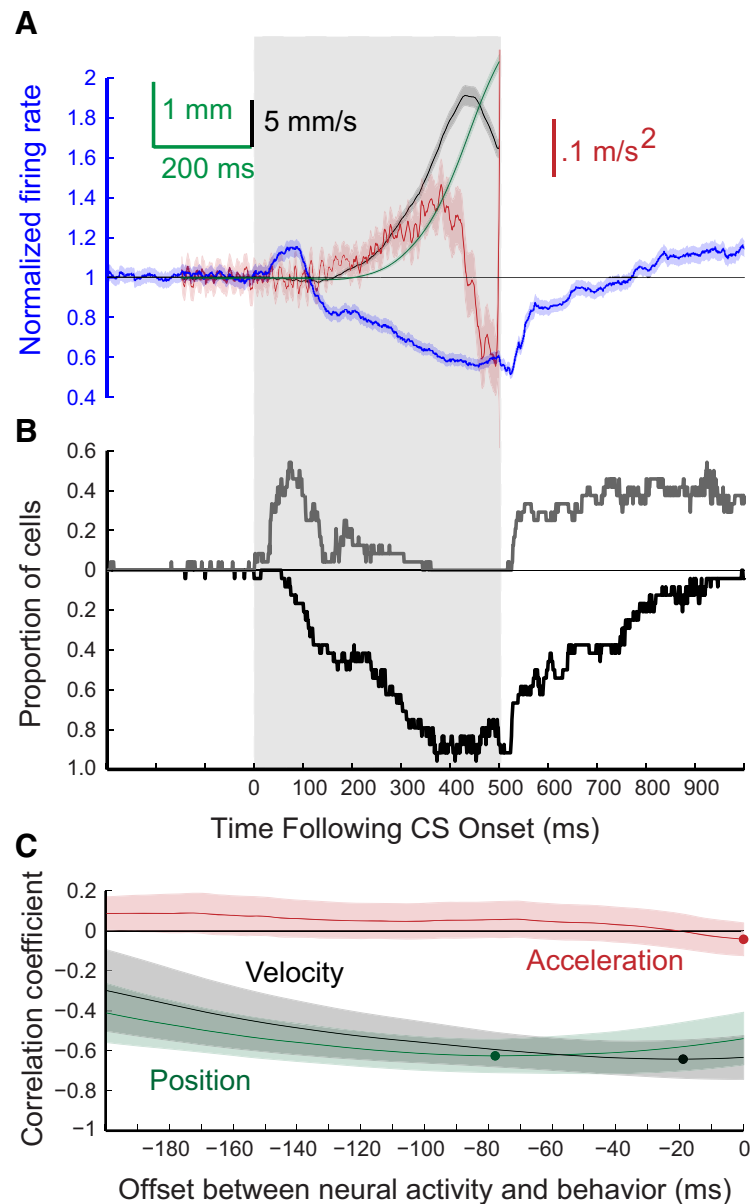 A
Normalized firing rate
2
1.8
1.6
1.4
1.2
1
0.8
0.6
0.4
1 mm
200 ms
5 mm/s
.1 m/s2
B
Proportion of cells
0.6
0.4
0.2
0
0.2
0.4
0.6
0.8
1.0
0 100 200 300 400 500 600 700 800 900
Time Following CS Onset (ms)
C
Correlation coefficient
0.2
0
−0.2
−0.4
−0.6
−0.8
−1
Velocity
Acceleration
Position
−180 −160 −140 −120 −100 −80 −60 −40 −20 0
Offset between neural activity and behavior (ms)